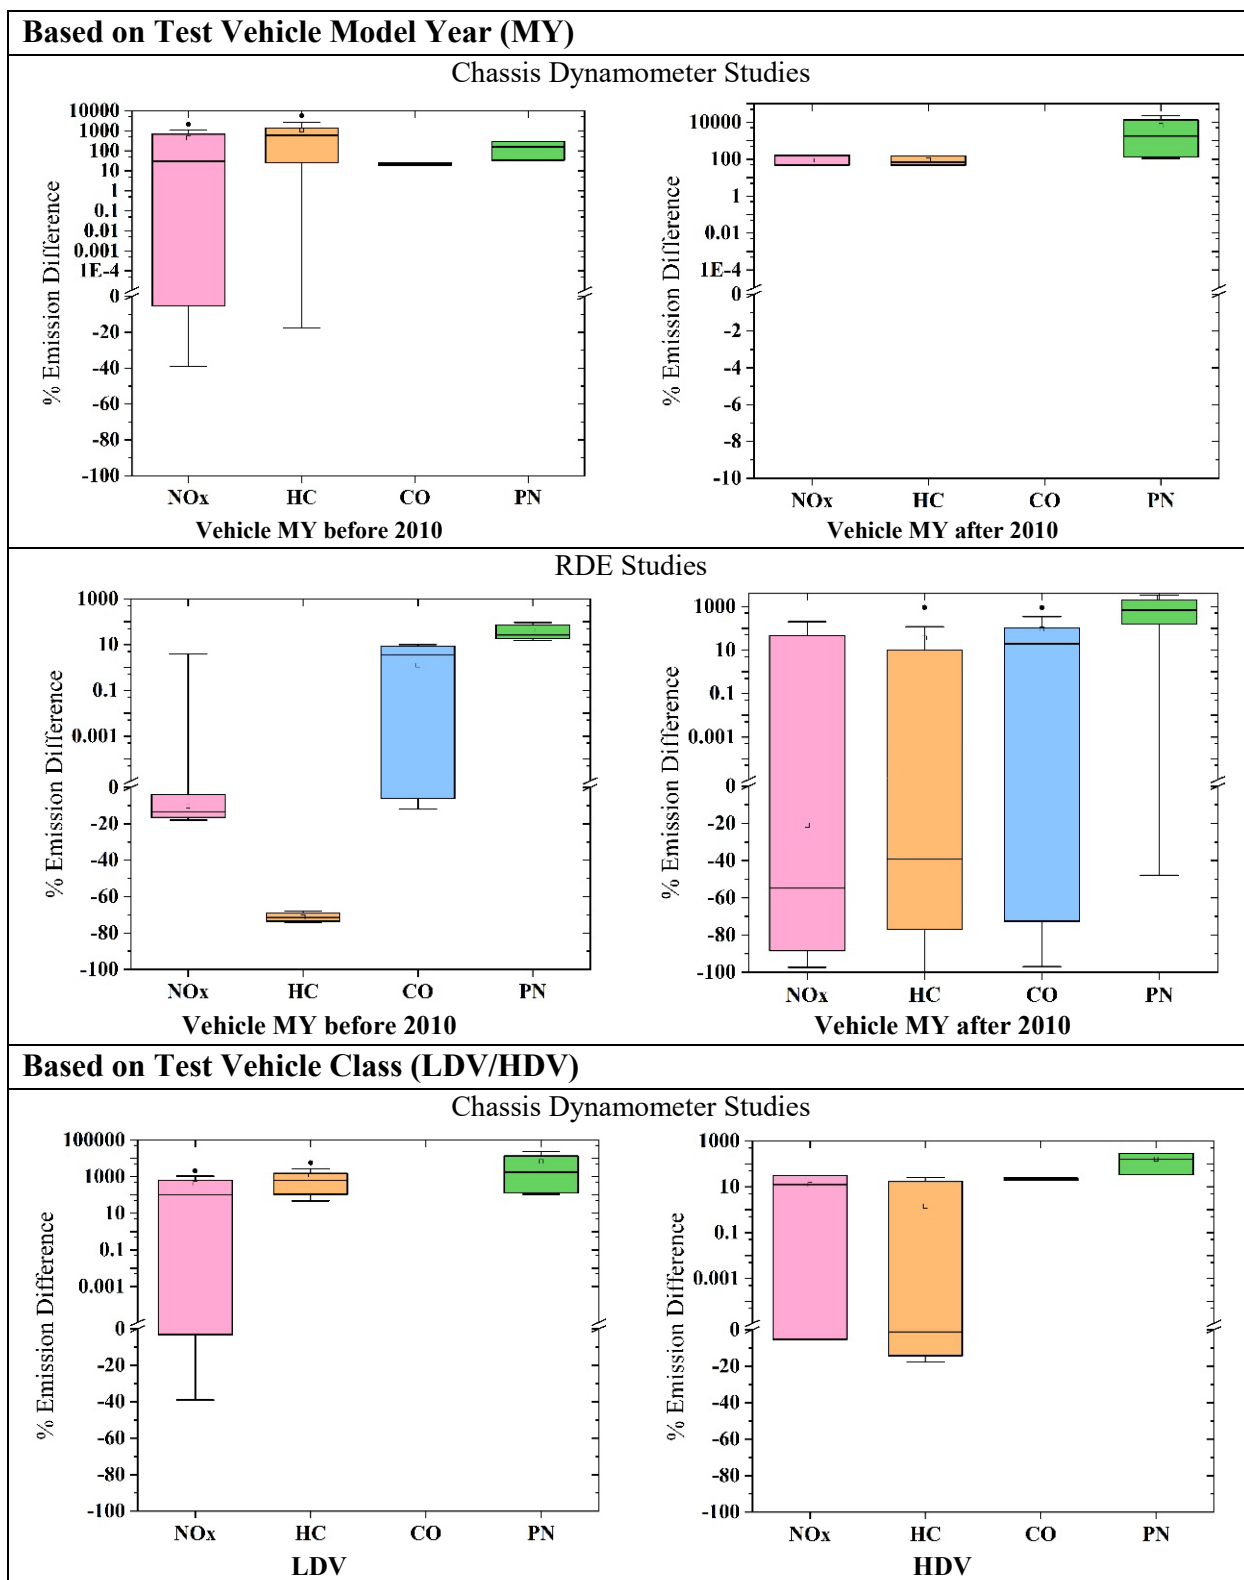 Based on Test Vehicle Model Year (MY)
Chassis Dynamometer Studies
% Emission Difference
10000
1000
100
10
1
0.1
0.01
0.001
1E-4
0
-20
-40
-60
-80
-100
NOx HC CO PN
Vehicle MY before 2010
% Emission Difference
10000
100
1
0.01
1E-4
0
-2
-4
-6
-8
-10
NOx HC CO PN
Vehicle MY after 2010
RDE Studies
% Emission Difference
1000
10
0.1
0.001
0
-20
-40
-60
-80
-100
NOx HC CO PN
Vehicle MY before 2010
% Emission Difference
1000
10
0.1
0.001
0
-20
-40
-60
-80
-100
NOx HC CO PN
Vehicle MY after 2010
Based on Test Vehicle Class (LDV/HDV)
Chassis Dynamometer Studies
% Emission Difference
100000
1000
10
0.1
0.001
0
-20
-40
-60
-80
-100
NOx HC CO PN
LDV
% Emission Difference
1000
10
0.1
0.001
0
-20
-40
-60
-80
-100
NOx HC CO PN
HDV